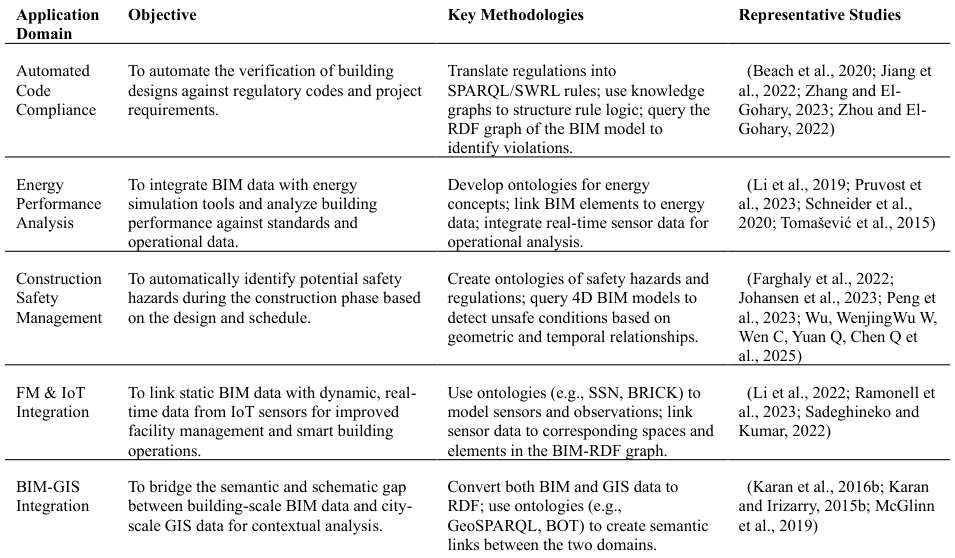 Application Domain | Objective | Key Methodologies | Representative Studies
Automated
Code
Compliance
To automate the verification of building
designs against regulatory codes and project
requirements.
Translate regulations into
SPARQL/SWRL rules; use knowledge
graphs to structure rule logic; query the
RDF graph of the BIM model to
identify violations.
(Beach et al., 2020; Jiang et
al., 2022; Zhang and El-
Gohary, 2023; Zhou and El-
Gohary, 2022)
Energy
Performance
Analysis
To integrate BIM data with energy
simulation tools and analyze building
performance against standards and
operational data.
Develop ontologies for energy
concepts; link BIM elements to energy
data; integrate real-time sensor data for
operational analysis.
(Li et al., 2019; Pruvost et
al., 2023; Schneider et al.,
2020; Tomašević et al., 2015)
Construction
Safety
Management
To automatically identify potential safety
hazards during the construction phase based
on the design and schedule.
Create ontologies of safety hazards and
regulations; query 4D BIM models to
detect unsafe conditions based on
geometric and temporal relationships.
(Farghaly et al., 2022;
Johansen et al., 2023; Peng et
al., 2023; Wu, WenjingWu W,
Wen C, Yuan Q, Chen Q et
al., 2025)
FM & IoT
Integration
To link static BIM data with dynamic, real-
time data from IoT sensors for improved
facility management and smart building
operations.
Use ontologies (e.g., SSN, BRICK) to
model sensors and observations; link
sensor data to corresponding spaces and
elements in the BIM-RDF graph.
(Li et al., 2022; Ramonell et
al., 2023; Sadeghineko and
Kumar, 2022)
BIM-GIS
Integration
To bridge the semantic and schematic gap
between building-scale BIM data and city-
scale GIS data for contextual analysis.
Convert both BIM and GIS data to
RDF; use ontologies (e.g.,
GeoSPARQL, BOT) to create semantic
links between the two domains.
(Karan et al., 2016b; Karan
and Irizarry, 2015b; McGlinn
et al., 2019)